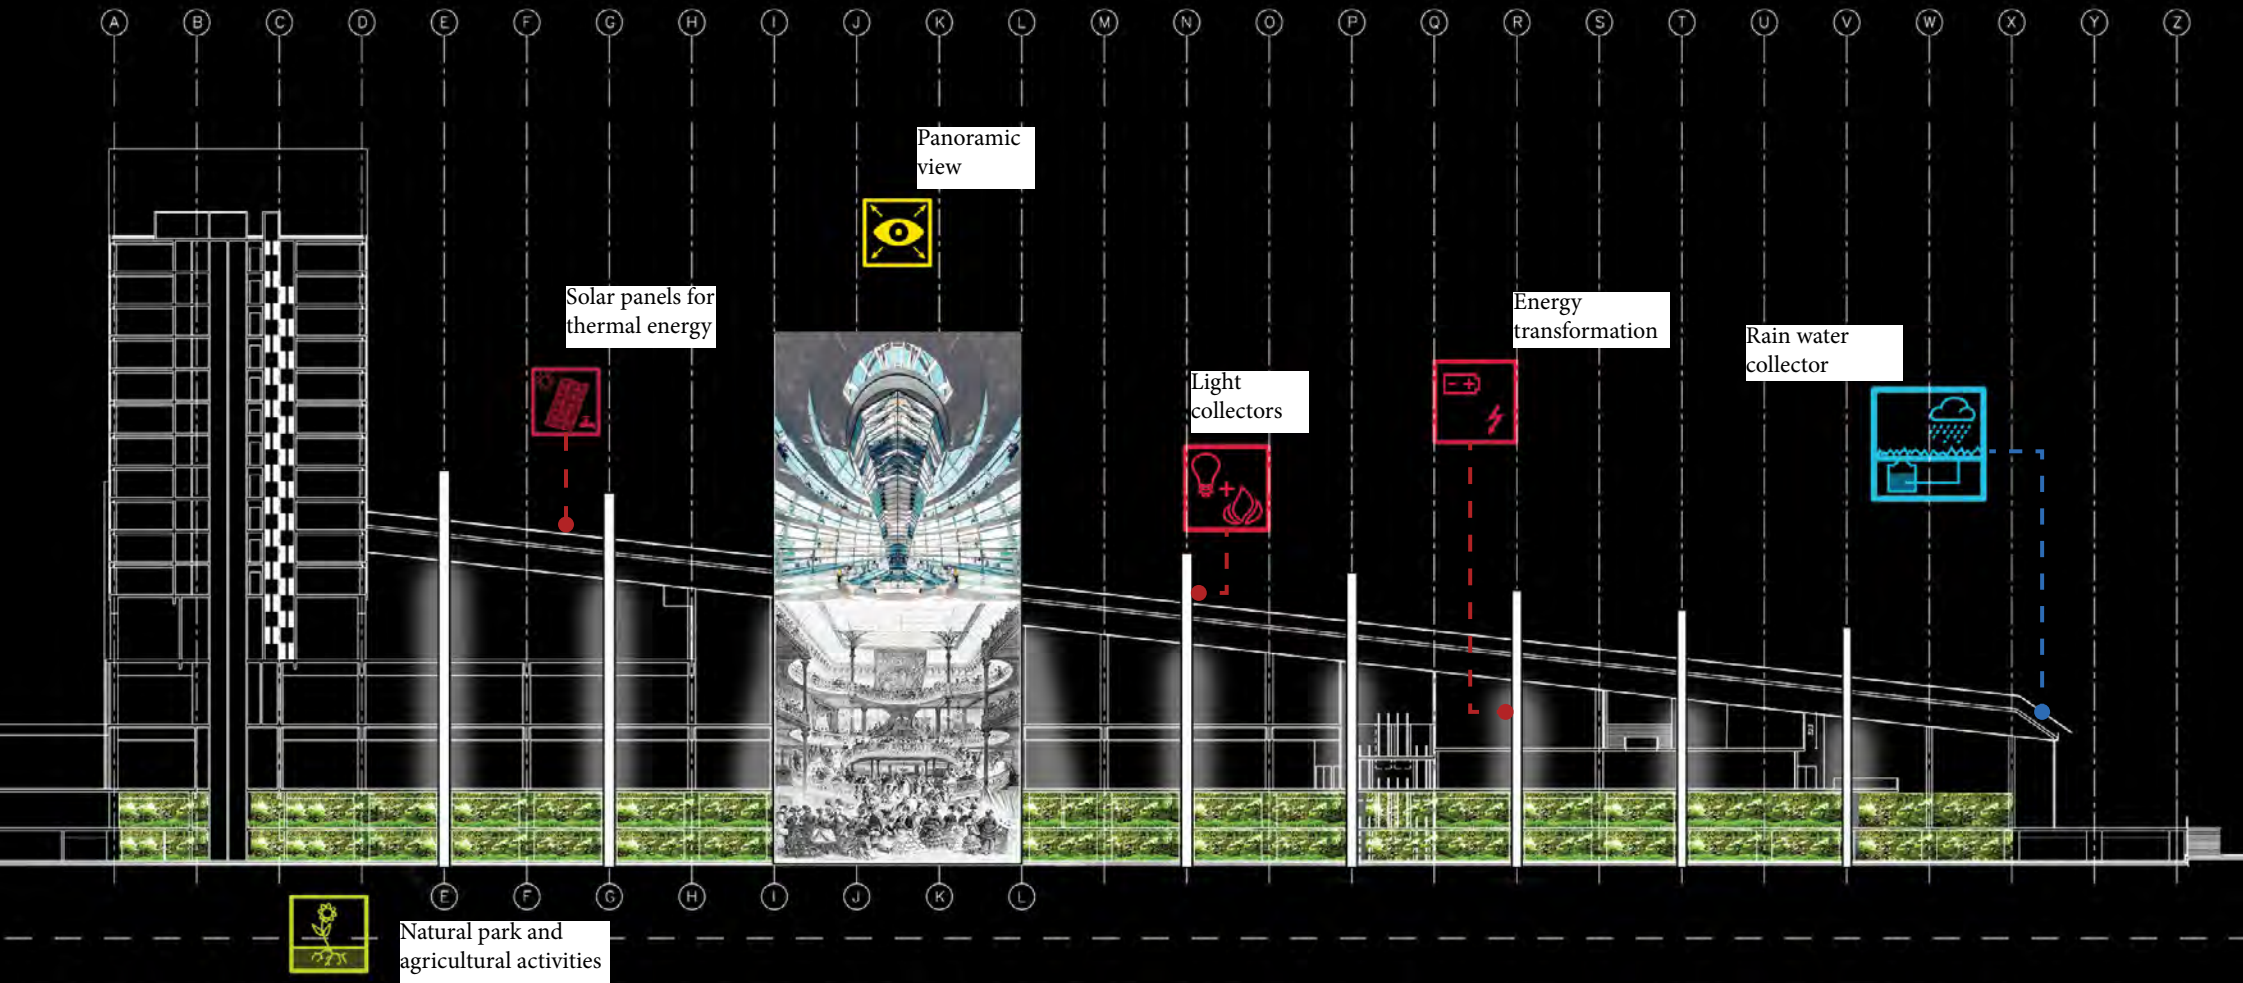 A B C D E F G H I J K L M N O P Q R S T U V W X Y Z
Panoramic
view
Solar panels for
thermal energy
Energy
transformation
Rain water
collector
Light
collectors
E F G H I J K L
Natural park and
agricultural activities